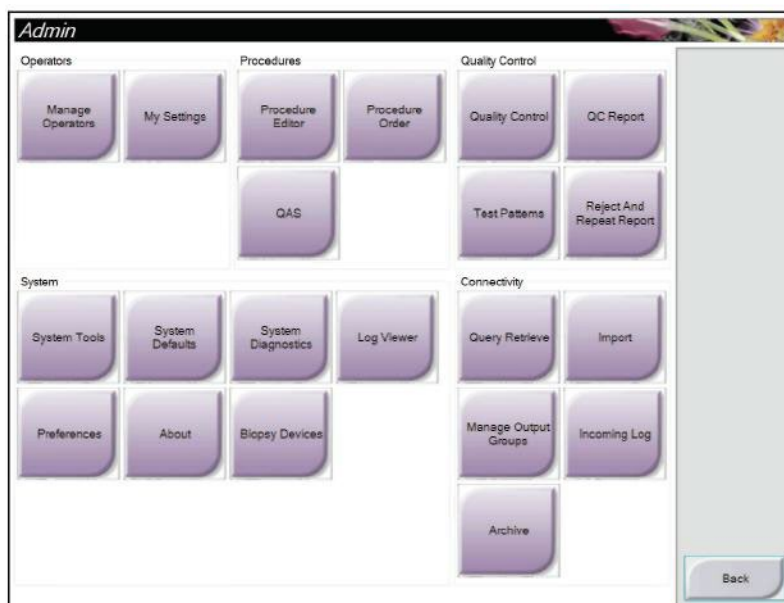 Admin
Operators
Manage
Operators
My Settings
Procedures
Procedure
Editor
Procedure
Order
QAS
Quality Control
Quality Control
QC Report
Test Patterns
Reject And
Repeat Report
System
System Tools
System
Defaults
System
Diagnostics
Log Viewer
Preferences
About
Biopsy Devices
Connectivity
Query Retrieve
Import
Manage Output
Groups
Incoming Log
Archive
Back